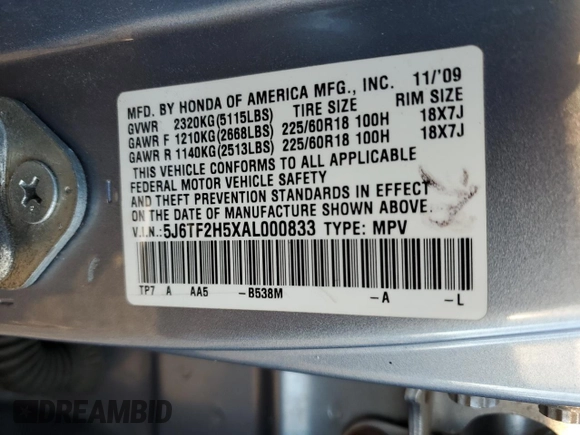 MFD. BY HONDA OF AMERICA MFG., INC. 11/'09
GVWR 2320KG(5115LBS) TIRE SIZE RIM SIZE
GAWR F 1210KG(2668LBS) 225/60R18 100H 18X7J
GAWR R 1140KG(2513LBS) 225/60R18 100H 18X7J
THIS VEHICLE CONFORMS TO ALL APPLICABLE
FEDERAL MOTOR VEHICLE SAFETY
AND THEFT PREVENTION STANDARDS IN EFFECT
ON THE DATE OF MANUFACTURE SHOWN ABOVE.
V.I.N.:5J6TF2H5XAL000833 TYPE: MPV
TP7 A AA5 -B538M -A -L
DREAMBID